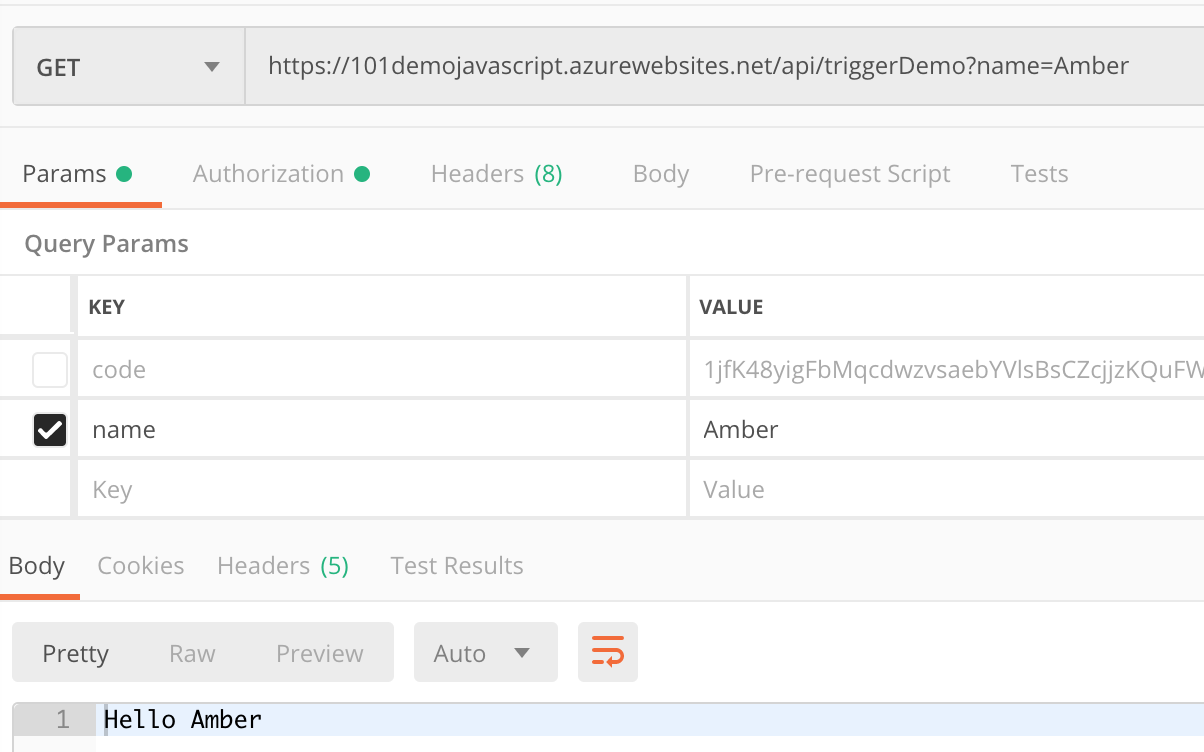 GET https://101demojavascript.azurewebsites.net/api/triggerDemo?name=Amber
Params Authorization Headers (8) Body Pre-request Script Tests
Query Params
KEY VALUE
code 1jfK48yigFbMqcdwzvsaebYVlsBsCZcjjzKQuFW
name Amber
Key Value
Body Cookies Headers (5) Test Results
Pretty Raw Preview Auto
1 Hello Amber